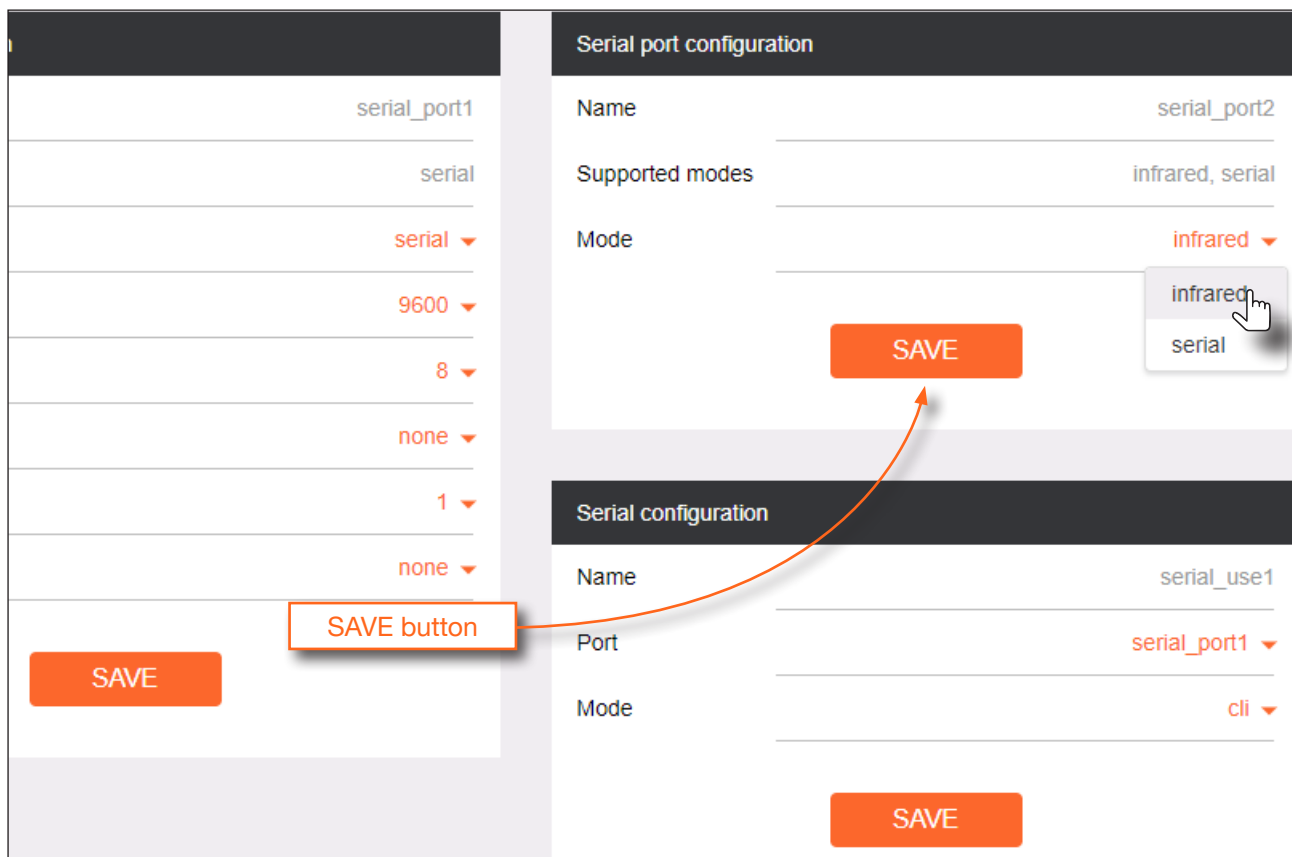 serial_port1
serial
serial
9600
8
none
1
none
SAVE button
SAVE
Serial port configuration
Name serial_port2
Supported modes infrared, serial
Mode infrared
infrared
serial
SAVE
Serial configuration
Name serial_use1
Port serial_port1
Mode cli
SAVE